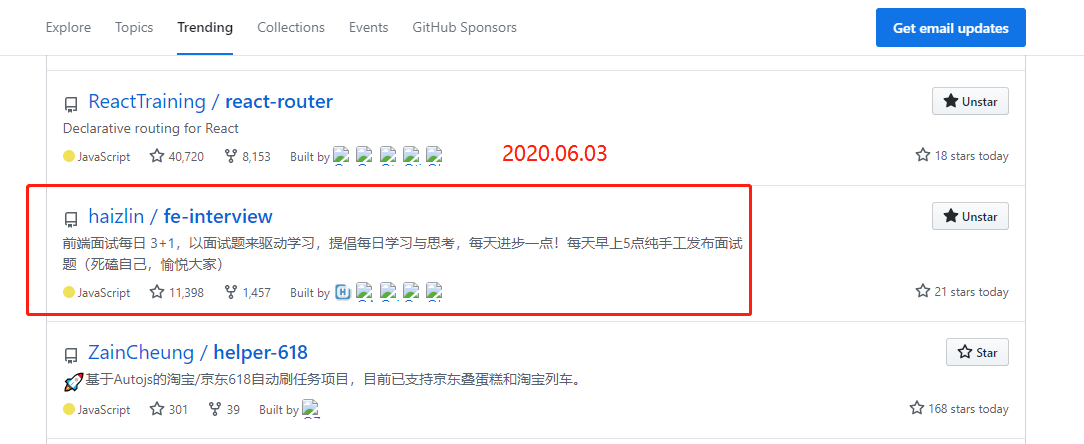 Explore Topics Trending Collections Events GitHub Sponsors Get email updates
ReactTraining / react-router Unstar
Declarative routing for React
JavaScript 40,720 8,153 Built by 18 stars today
2020.06.03
haizlin / fe-interview Unstar
前端面试每日 3+1，以面试题来驱动学习，提倡每日学习与思考，每天进步一点！每天早上5点纯手工发布面试
题（死磕自己，愉悦大家）
JavaScript 11,398 1,457 Built by 21 stars today
ZainCheung / helper-618 Star
基于Autojs的淘宝/京东618自动刷任务项目，目前已支持京东叠蛋糕和淘宝列车。
JavaScript 301 39 Built by 168 stars today